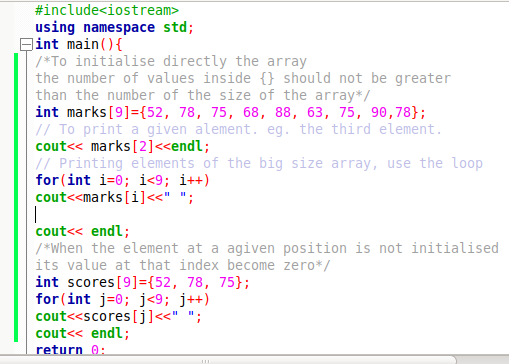 #include<iostream>
using namespace std;
int main(){
/*To initialise directly the array
the number of values inside {} should not be greater
than the number of the size of the array*/
int marks[9]={52, 78, 75, 68, 88, 63, 75, 90,78};
// To print a given alement. eg. the third element.
cout<< marks[2]<<endl;
// Printing elements of the big size array, use the loop
for(int i=0; i<9; i++)
cout<<marks[i]<<" ";
cout<< endl;
/*When the element at a agiven position is not initialised
its value at that index become zero*/
int scores[9]={52, 78, 75};
for(int j=0; j<9; j++)
cout<<scores[j]<<" ";
cout<< endl;
return 0;